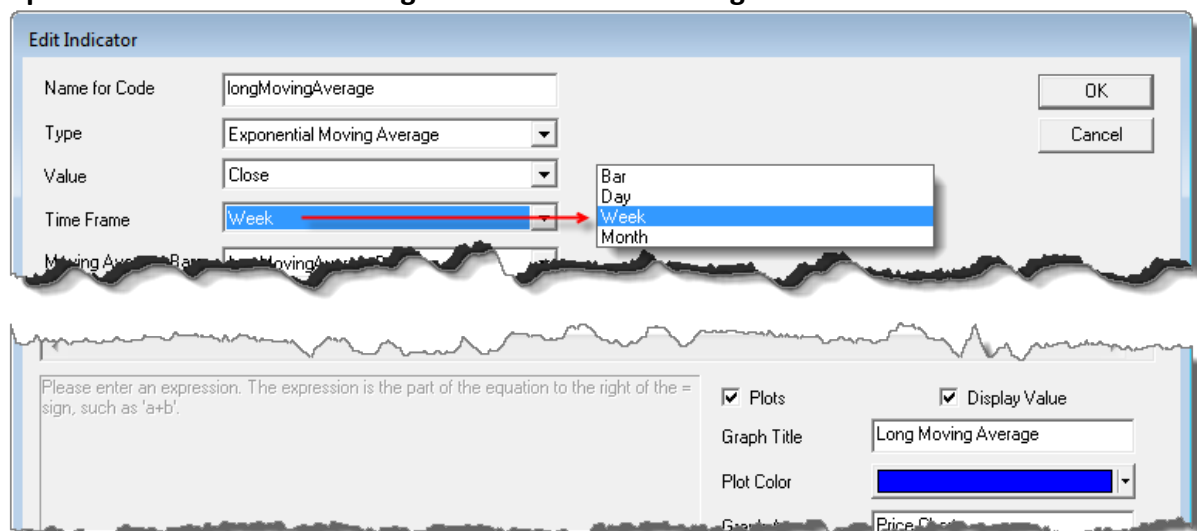 Edit Indicator
Name for Code longMovingAverage OK
Type Exponential Moving Average Cancel
Value Close Bar
Day
Time Frame Week Week
Month
Please enter an expression. The expression is the part of the equation to the right of the =
sign, such as 'a+b'.
Plots Display Value
Graph Title Long Moving Average
Plot Color